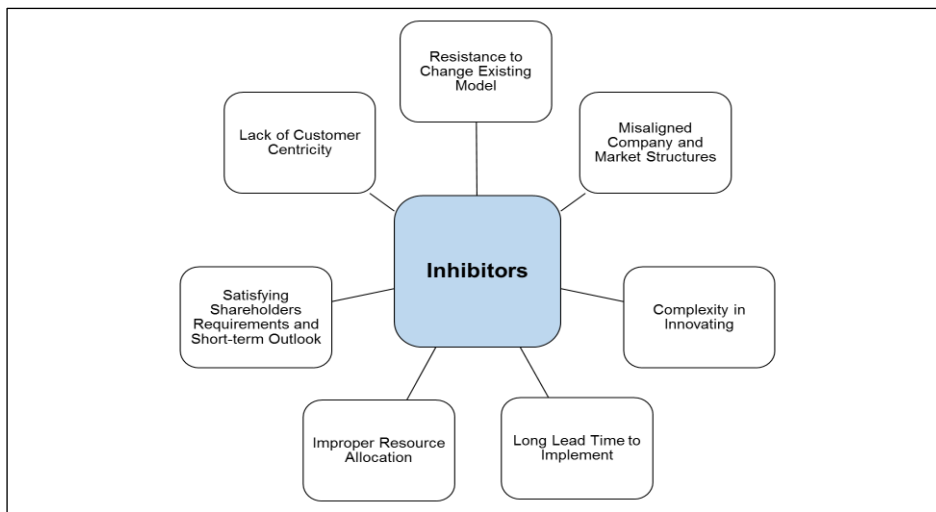 Resistance to
Change Existing
Model
Lack of Customer
Centricity
Misaligned
Company and
Market Structures
Inhibitors
Satisfying
Shareholders
Requirements and
Short-term Outlook
Complexity in
Innovating
Improper Resource
Allocation
Long Lead Time to
Implement